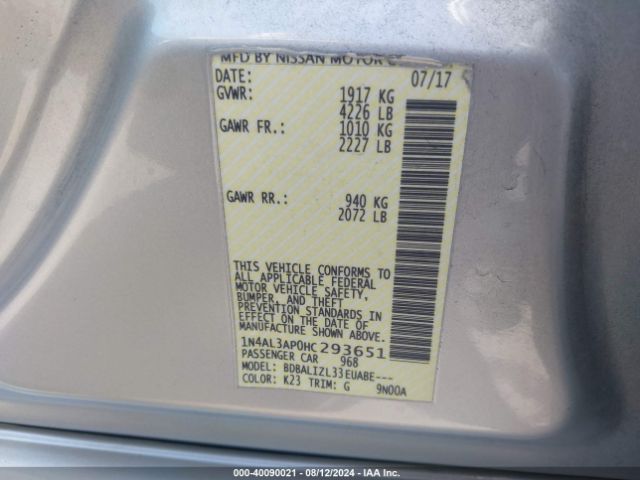 MFD BY NISSAN MOTOR
DATE: 07/17
GVWR: 1917 KG
4226 LB
GAWR FR.: 1010 KG
2227 LB
GAWR RR.: 940 KG
2072 LB
THIS VEHICLE CONFORMS TO
ALL APPLICABLE FEDERAL
MOTOR VEHICLE SAFETY,
BUMPER, AND THEFT
PREVENTION STANDARDS IN
EFFECT ON THE DATE OF
MANUFACTURE SHOWN ABOVE.
1N4AL3AP0HC293651
PASSENGER CAR 968
MODEL: BDBALIZL33EUABE---
COLOR: K23 TRIM: G 9N00A
000-40090021 - 08/12/2024 - IAA Inc.